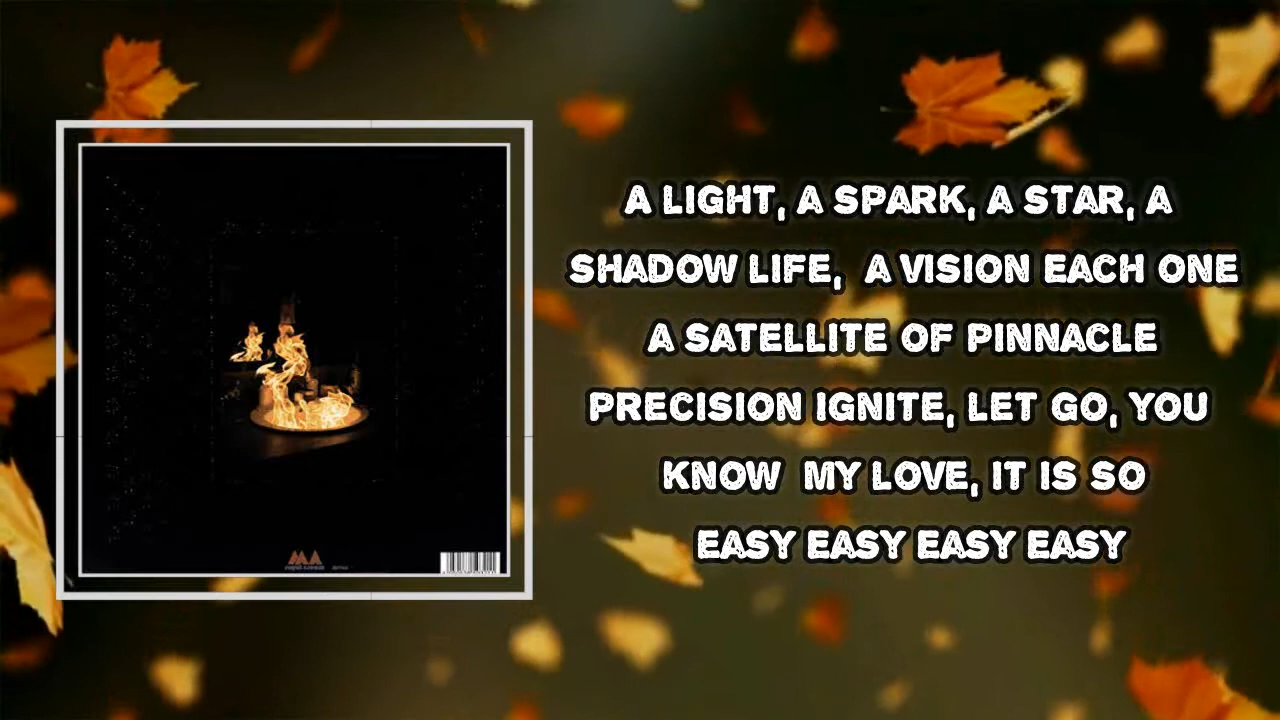 A LIGHT, A SPARK, A STAR, A
SHADOW LIFE, A VISION EACH ONE
A SATELLITE OF PINNACLE
PRECISION IGNITE, LET GO, YOU
KNOW MY LOVE, IT IS SO
EASY EASY EASY EASY